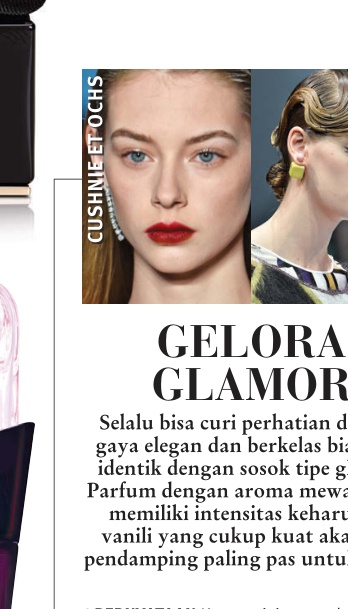 CUSHNIE ET OCHS
GELORA
GLAMOR
Selalu bisa curi perhatian d
gaya elegan dan berkelas bia
identik dengan sosok tipe gl
Parfum dengan aroma mewa
memiliki intensitas keharu
vanili yang cukup kuat aka
pendamping paling pas untu